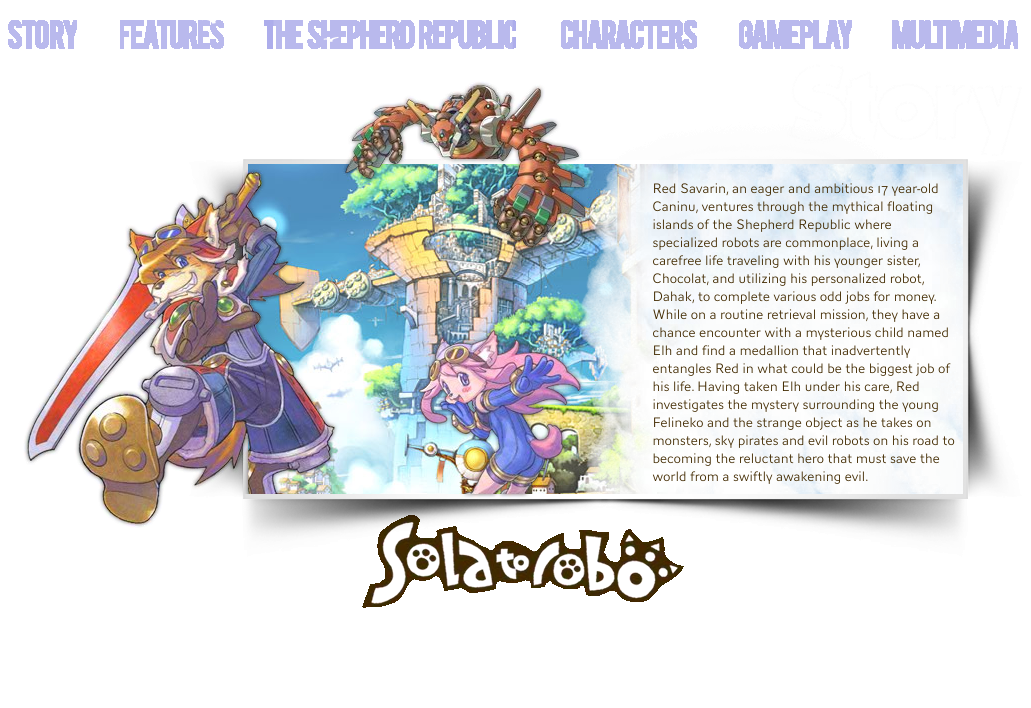 STORY FEATURES THE SHEPHERD REPUBLIC CHARACTERS GAMEPLAY MULTIMEDIA
Red Savarin, an eager and ambitious 17 year-old
Caninu, ventures through the mythical floating
islands of the Shepherd Republic where
specialized robots are commonplace, living a
carefree life traveling with his younger sister,
Chocolat, and utilizing his personalized robot,
Dahak, to complete various odd jobs for money.
While on a routine retrieval mission, they have a
chance encounter with a mysterious child named
Elh and find a medallion that inadvertently
entangles Red in what could be the biggest job of
his life. Having taken Elh under his care, Red
investigates the mystery surrounding the young
Felineko and the strange object as he takes on
monsters, sky pirates and evil robots on his road to
becoming the reluctant hero that must save the
world from a swiftly awakening evil.
Solatorobo